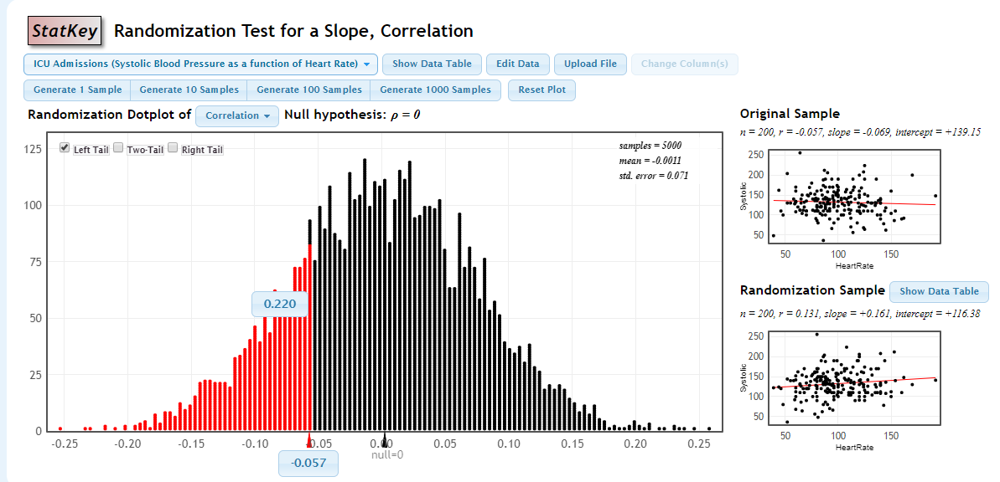 StatKey Randomization Test for a Slope, Correlation
ICU Admissions (Systolic Blood Pressure as a function of Heart Rate) Show Data Table Edit Data Upload File Change Column(s)
Generate 1 Sample Generate 10 Samples Generate 100 Samples Generate 1000 Samples Reset Plot
Randomization Dotplot of Correlation Null hypothesis: ρ = 0
Left Tail Two-Tail Right Tail
samples = 5000
mean = -0.0011
std. error = 0.071
125
100
75
50
25
0
0.220
-0.25 -0.20 -0.15 -0.10 -0.05 0.00 0.05 0.10 0.15 0.20 0.25
null=0
-0.057
Original Sample
n = 200, r = -0.057, slope = -0.069, intercept = +139.15
250
200
150
100
50
Systolic
50 100 150
HeartRate
Randomization Sample Show Data Table
n = 200, r = 0.131, slope = +0.161, intercept = +116.38
250
200
150
100
50
Systolic
50 100 150
HeartRate